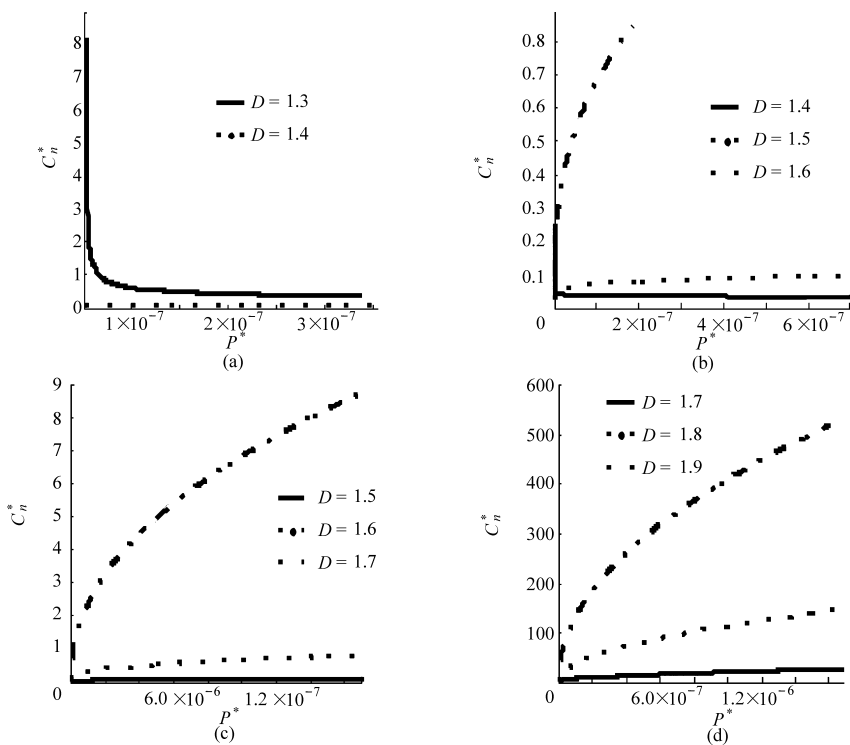 8
7
6
5
4
3
2
1
0
C*n
D = 1.3
D = 1.4
1×10-7
2×10-7
3×10-7
P*
(a)
0.8
0.7
0.6
0.5
0.4
0.3
0.2
0.1
0
C*n
D = 1.4
D = 1.5
D = 1.6
2×10-7
4×10-7
6×10-7
P*
(b)
9
8
7
6
5
4
3
2
1
0
C*n
D = 1.5
D = 1.6
D = 1.7
6.0×10-6
1.2×10-7
P*
(c)
600
500
400
300
200
100
0
C*n
D = 1.7
D = 1.8
D = 1.9
6.0×10-7
1.2×10-6
P*
(d)